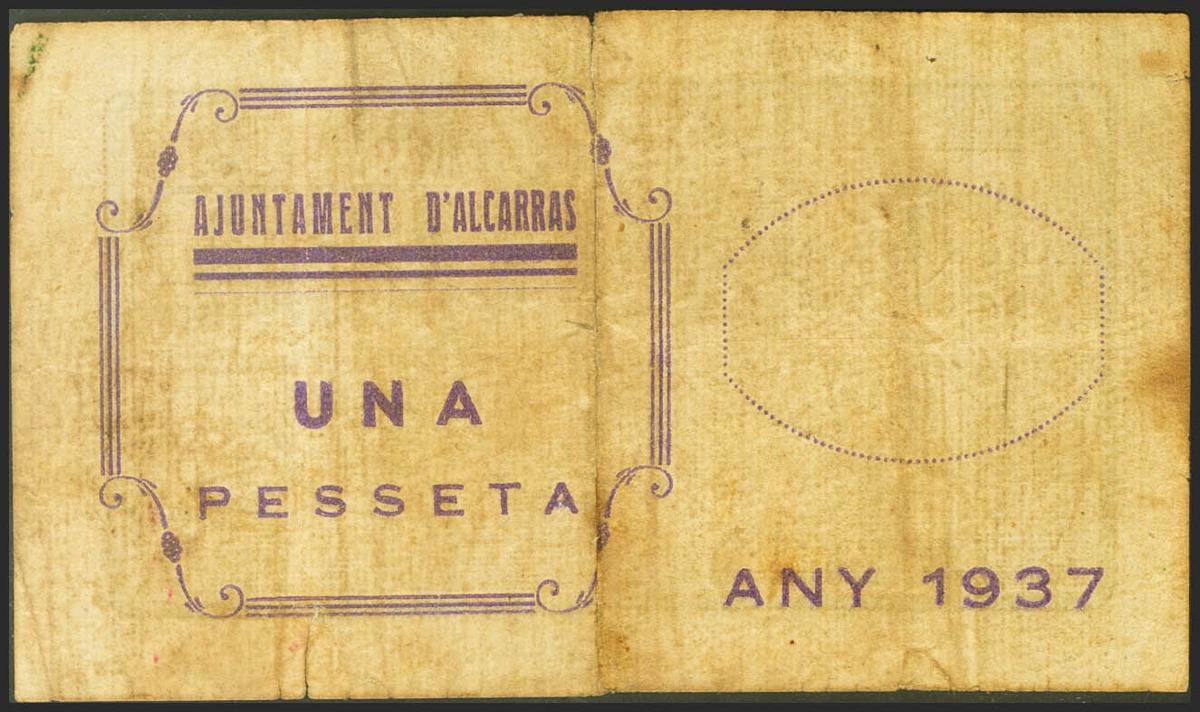 AJUNTAMENT D'ALCARRAS
UNA
PESSETA
ANY 1937